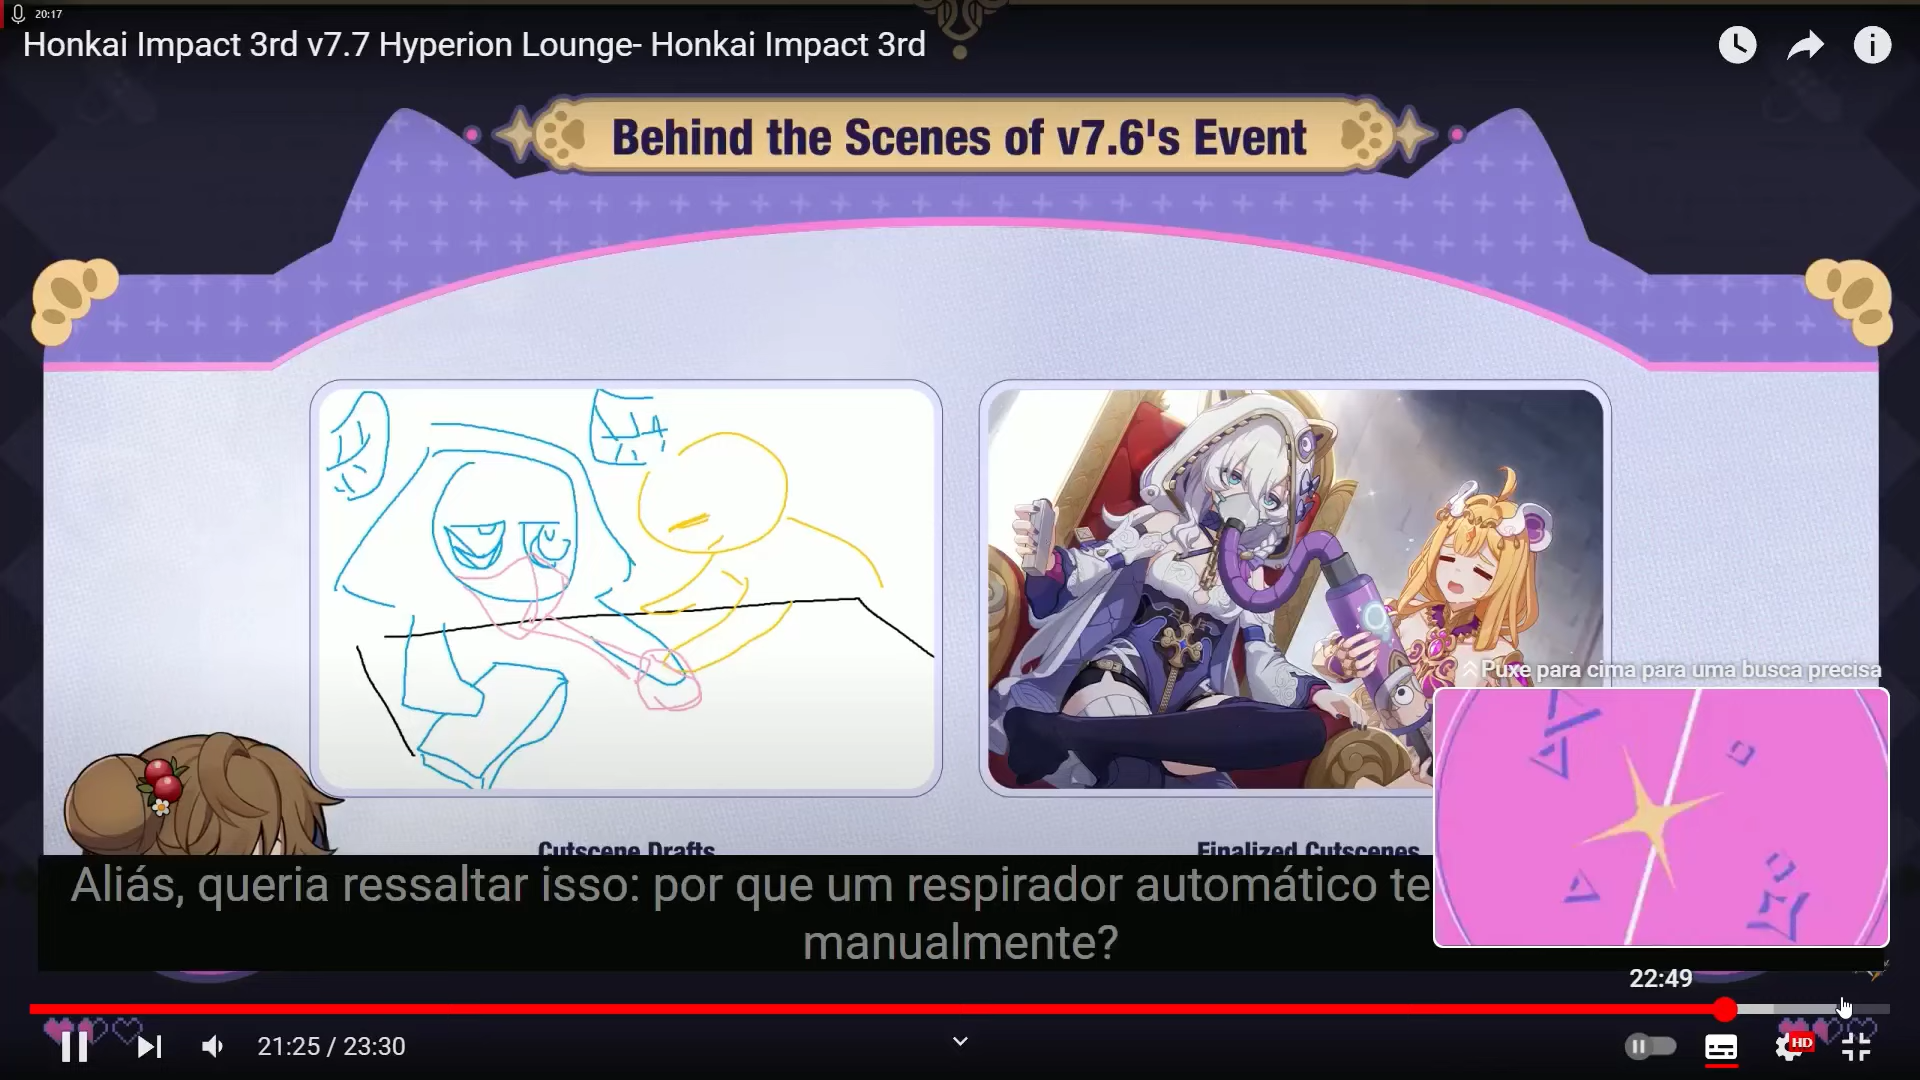 20:17
Honkai Impact 3rd v7.7 Hyperion Lounge- Honkai Impact 3rd
Behind the Scenes of v7.6's Event
Puxe para cima para uma busca precisa
Cutscene Drafts
Finalized Cutscenes
Aliás, queria ressaltar isso: por que um respirador automático te
manualmente?
22:49
21:25 / 23:30
HD